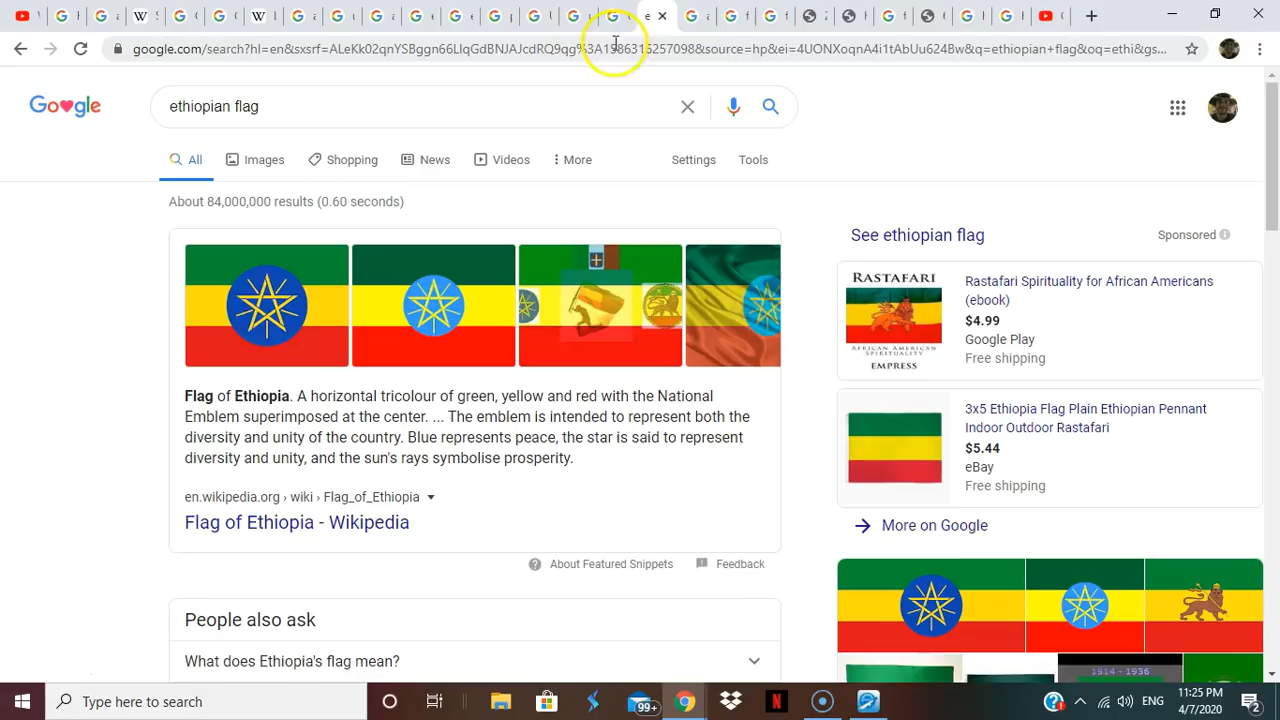 google.com/search?hl=en&sxsrf=ALeKk02qnYSBggn66LlqGdBNJAJcdRQ9qg%3A1586316257098&source=hp&ei=4UONXoqnA4i1tAbUu624Bw&q=ethiopian+flag&oq=ethi&gs...
Google
ethiopian flag
All
Images
Shopping
News
Videos
More
Settings
Tools
About 84,000,000 results (0.60 seconds)
Flag of Ethiopia. A horizontal tricolour of green, yellow and red with the National
Emblem superimposed at the center. ... The emblem is intended to represent both the
diversity and unity of the country. Blue represents peace, the star is said to represent
diversity and unity, and the sun's rays symbolise prosperity.
en.wikipedia.org › wiki › Flag_of_Ethiopia
Flag of Ethiopia - Wikipedia
About Featured Snippets
Feedback
People also ask
What does Ethiopia's flag mean?
See ethiopian flag
Sponsored
RASTAFARI
AFRICAN AMERICAN
SPIRITUALITY
EMPRESS
Rastafari Spirituality for African Americans
(ebook)
$4.99
Google Play
Free shipping
3x5 Ethiopia Flag Plain Ethiopian Pennant
Indoor Outdoor Rastafari
$5.44
eBay
Free shipping
More on Google
1914 - 1936
Type here to search
99+
ENG
11:25 PM
4/7/2020
2